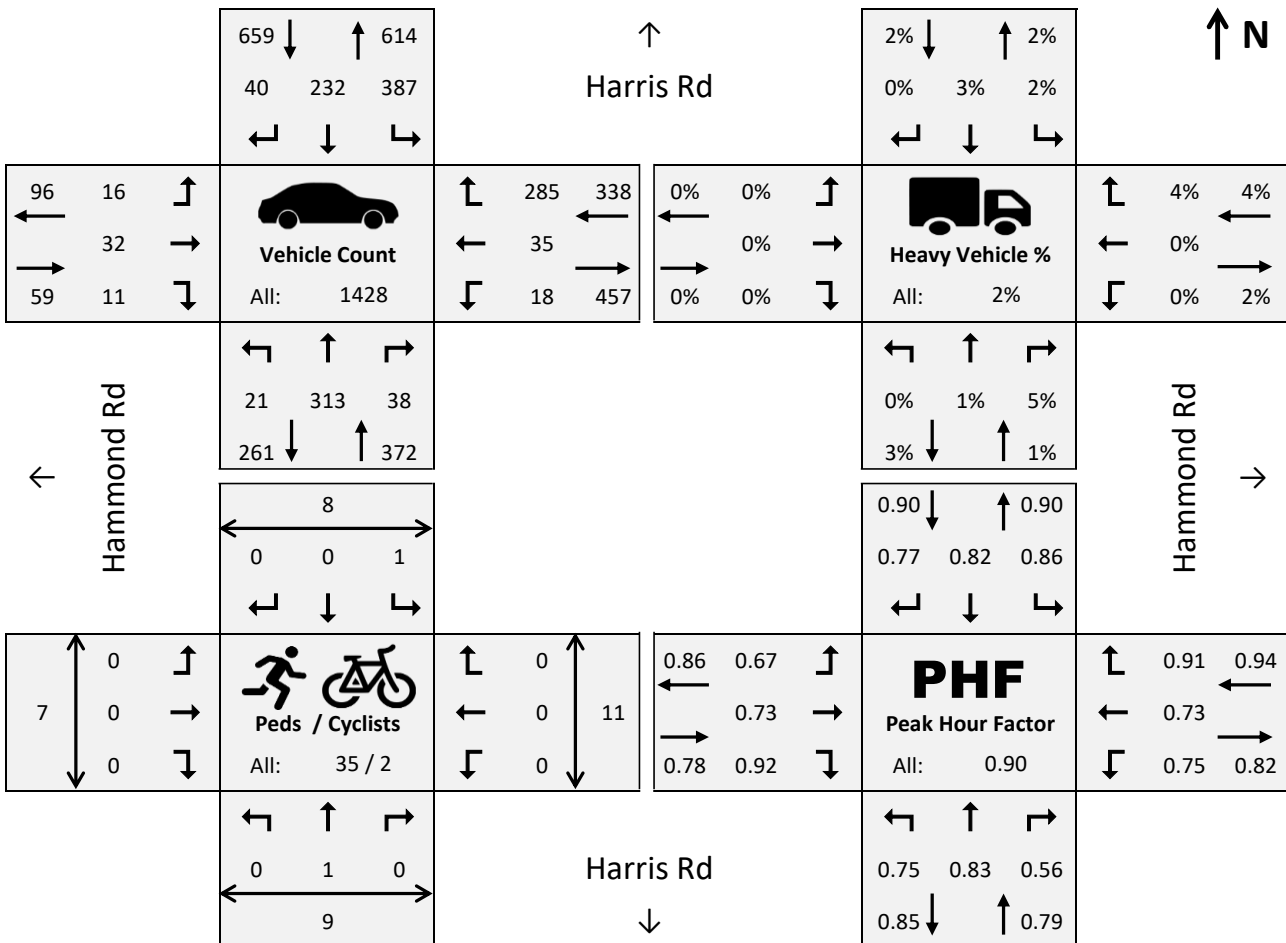 659 614 2% 2% N
Harris Rd
40 232 387 0% 3% 2%
96 16 285 338 0% 0% 4% 4%
32 Vehicle Count 35 0% Heavy Vehicle % 0%
59 11 All: 1428 18 457 0% 0% All: 2% 0% 2%
21 313 38 0% 1% 5%
261 372 3% 1%
Hammond Rd
Hammond Rd
8 0.90 0.90
0 0 1 0.77 0.82 0.86
0 0 0.86 0.67 PHF 0.91 0.94
7 0 Peds / Cyclists 0 11 0.73 Peak Hour Factor 0.73
0 All: 35 / 2 0 0.78 0.92 All: 0.90 0.75 0.82
0 1 0 0.75 0.83 0.56
Harris Rd
9 0.85 0.79